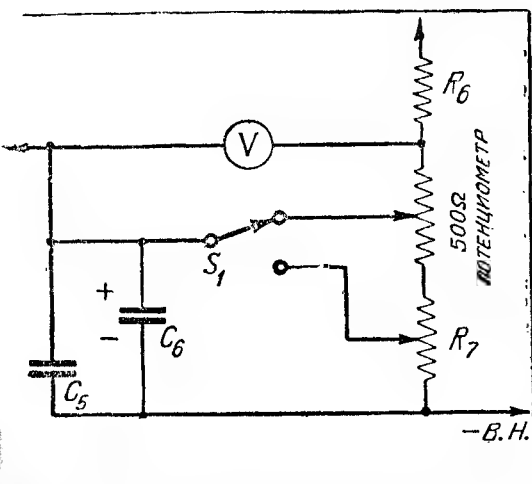 R6
V
500Ω
ПОТЕНЦИОМЕТР
S1
+
-
C6
R7
C5
-В.Н.